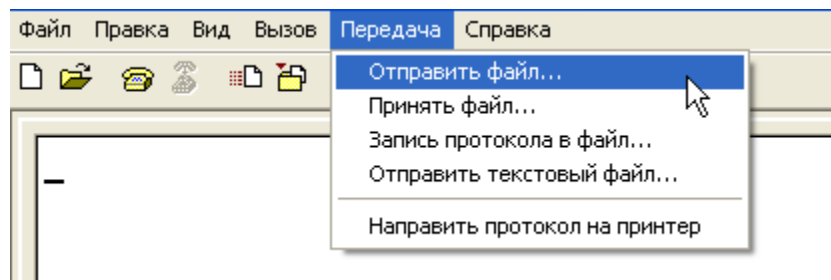 Файл Правка Вид Вызов Передача Справка
Отправить файл...
Принять файл...
Запись протокола в файл...
Отправить текстовый файл...
Направить протокол на принтер